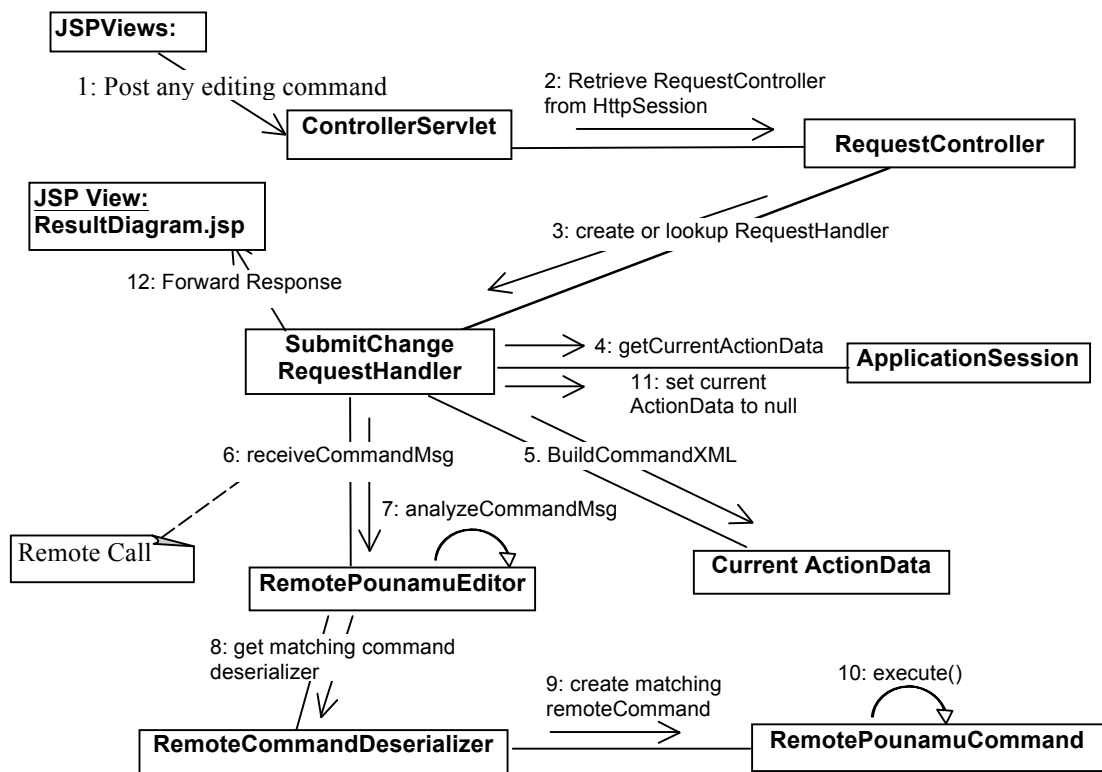 JSPViews:
1: Post any editing command
2: Retrieve RequestController
from HttpSession
ControllerServlet
RequestController
JSP View:
ResultDiagram.jsp
3: create or lookup RequestHandler
12: Forward Response
SubmitChange
RequestHandler
4: getCurrentActionData
ApplicationSession
11: set current
ActionData to null
6: receiveCommandMsg
5. BuildCommandXML
7: analyzeCommandMsg
Remote Call
Current ActionData
RemotePounamuEditor
8: get matching command
deserializer
9: create matching
remoteCommand
10: execute()
RemoteCommandDeserializer
RemotePounamuCommand